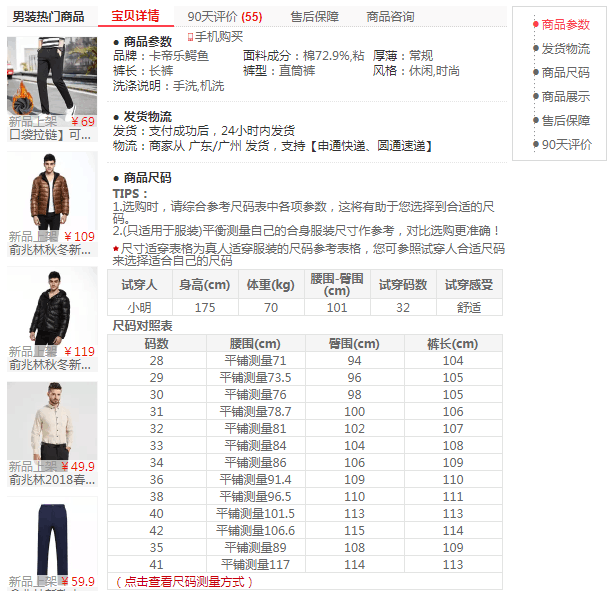 男装热门商品
新品上架 ¥69
口袋拉链】可...
新品上架 ¥109
俞兆林秋冬新...
新品上架 ¥119
俞兆林秋冬新...
新品上架 ¥49.9
俞兆林2018春...
新品上架 ¥59.9
宝贝详情 90天评价 (55) 售后保障 商品咨询
手机购买
● 商品参数
品牌：卡帝乐鳄鱼 面料成分：棉72.9%,粘 厚薄：常规
裤长：长裤 裤型：直筒裤 风格：休闲,时尚
洗涤说明：手洗,机洗
● 发货物流
发货：支付成功后，24小时内发货
物流：商家从 广东/广州 发货，支持【申通快递、圆通速递】
● 商品尺码
TIPS：
1.选购时，请综合参考尺码表中各项参数，这将有助于您选择到合适的尺
码。
2.(只适用于服装)平衡测量自己的合身服装尺寸作参考，对比选购更准确！
★尺寸适穿表格为真人适穿服装的尺码参考表格，您可参照试穿人合适尺码
来选择适合自己的尺码
试穿人 身高(cm) 体重(kg) 腰围-臀围(cm) 试穿尺码 试穿感受
小明 175 70 101 32 舒适
尺码对照表
码数 腰围(cm) 臀围(cm) 裤长(cm)
28 平铺测量71 94 104
29 平铺测量73.5 96 105
30 平铺测量76 98 105
31 平铺测量78.7 100 106
32 平铺测量81 102 107
33 平铺测量84 104 108
34 平铺测量86 106 109
36 平铺测量91.4 109 110
38 平铺测量96.5 110 111
40 平铺测量101.5 113 113
42 平铺测量106.6 115 114
35 平铺测量89 108 109
41 平铺测量117 114 113
（点击查看尺码测量方式）
商品参数
发货物流
商品尺码
商品展示
售后保障
90天评价